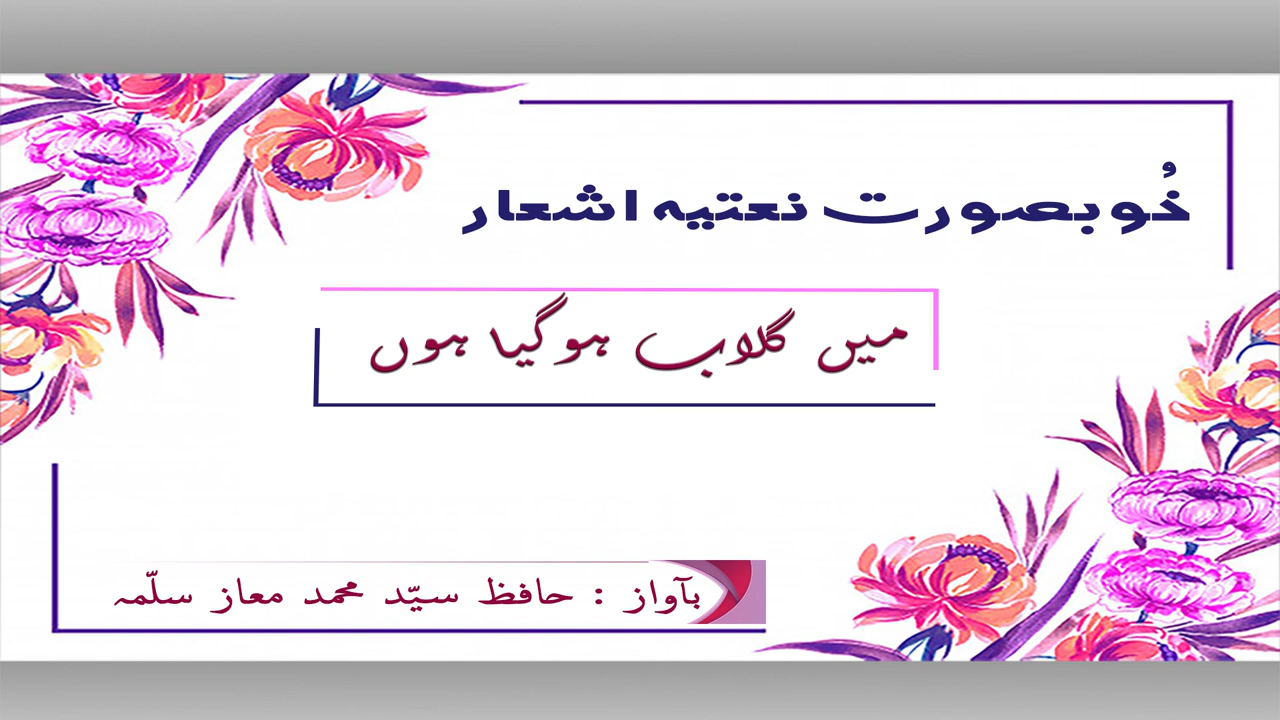 خُوبصورت نعتیہ اشعار
میں گلاب ہوگیا ہوں
بآواز : حافظ سیّد محمد معاز سلّمہ